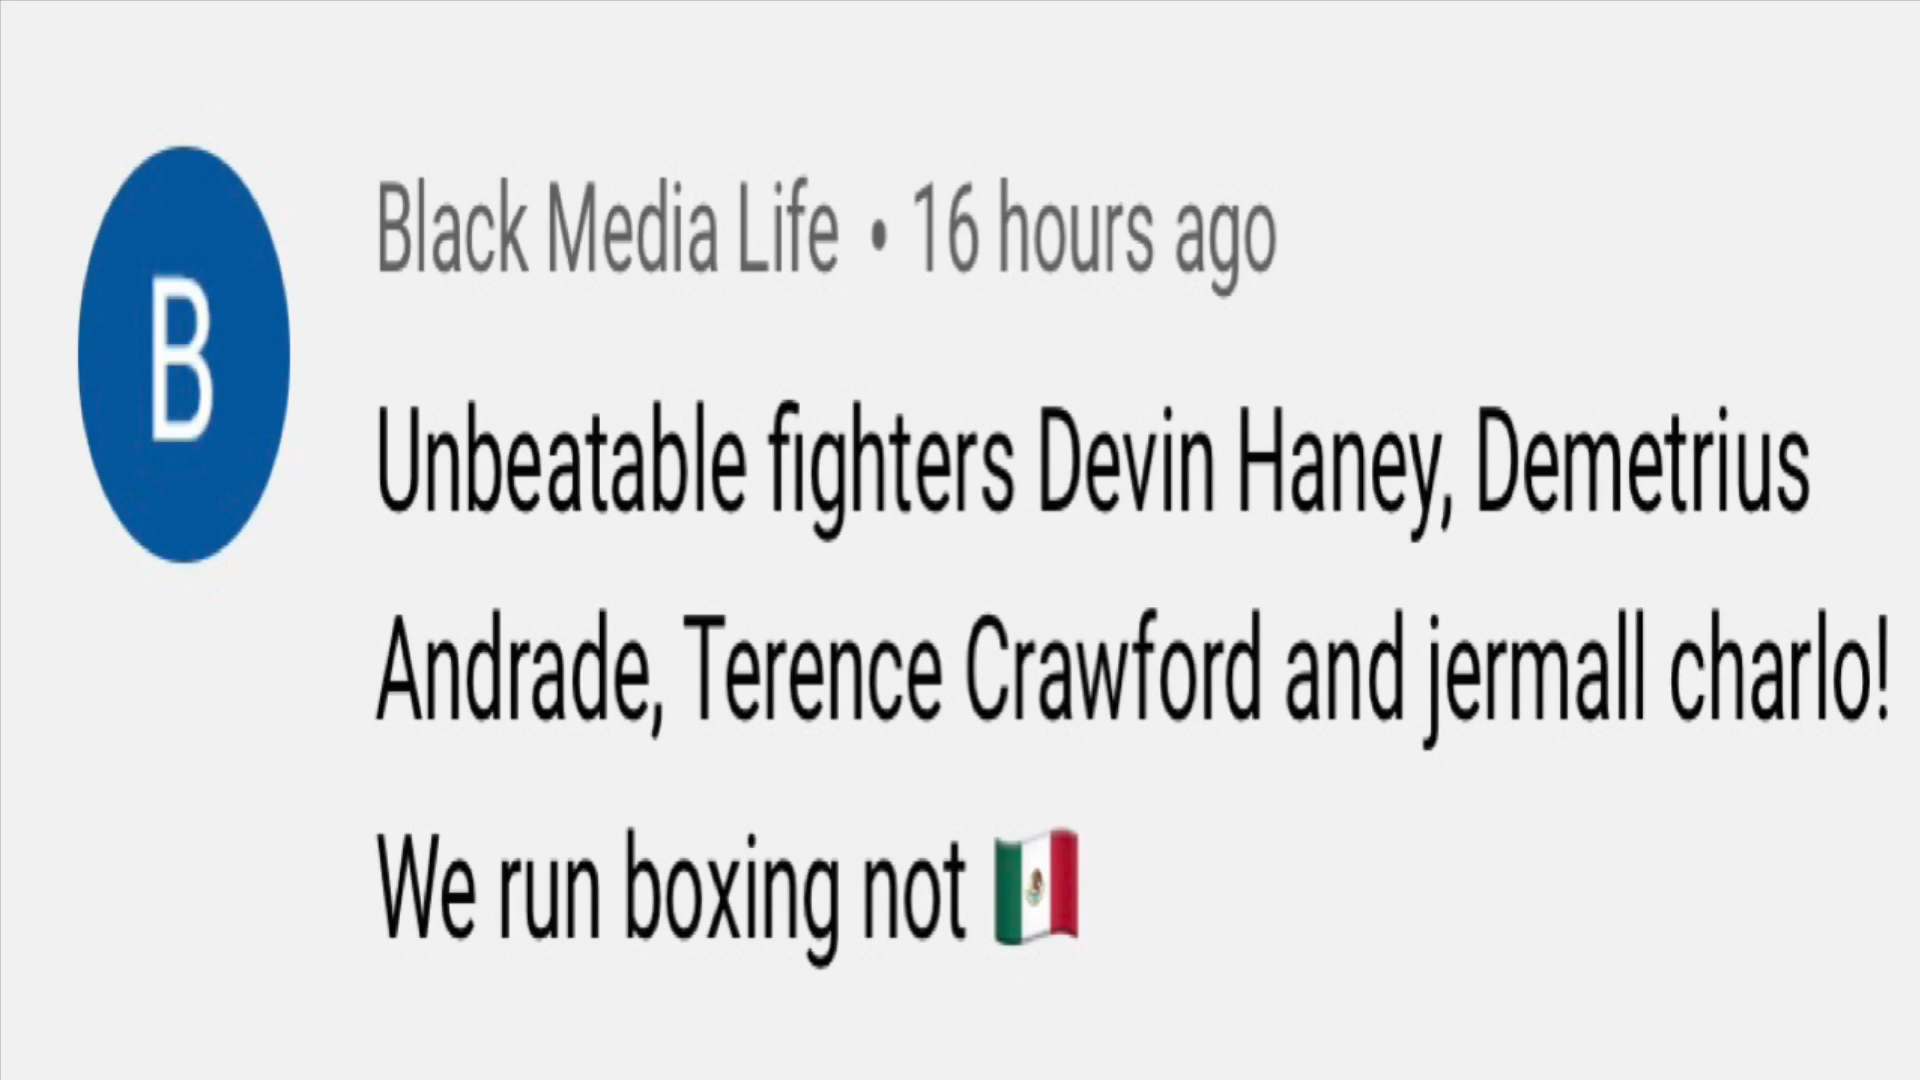 B
Black Media Life • 16 hours ago
Unbeatable fighters Devin Haney, Demetrius
Andrade, Terence Crawford and jermall charlo!
We run boxing not 🇲🇽